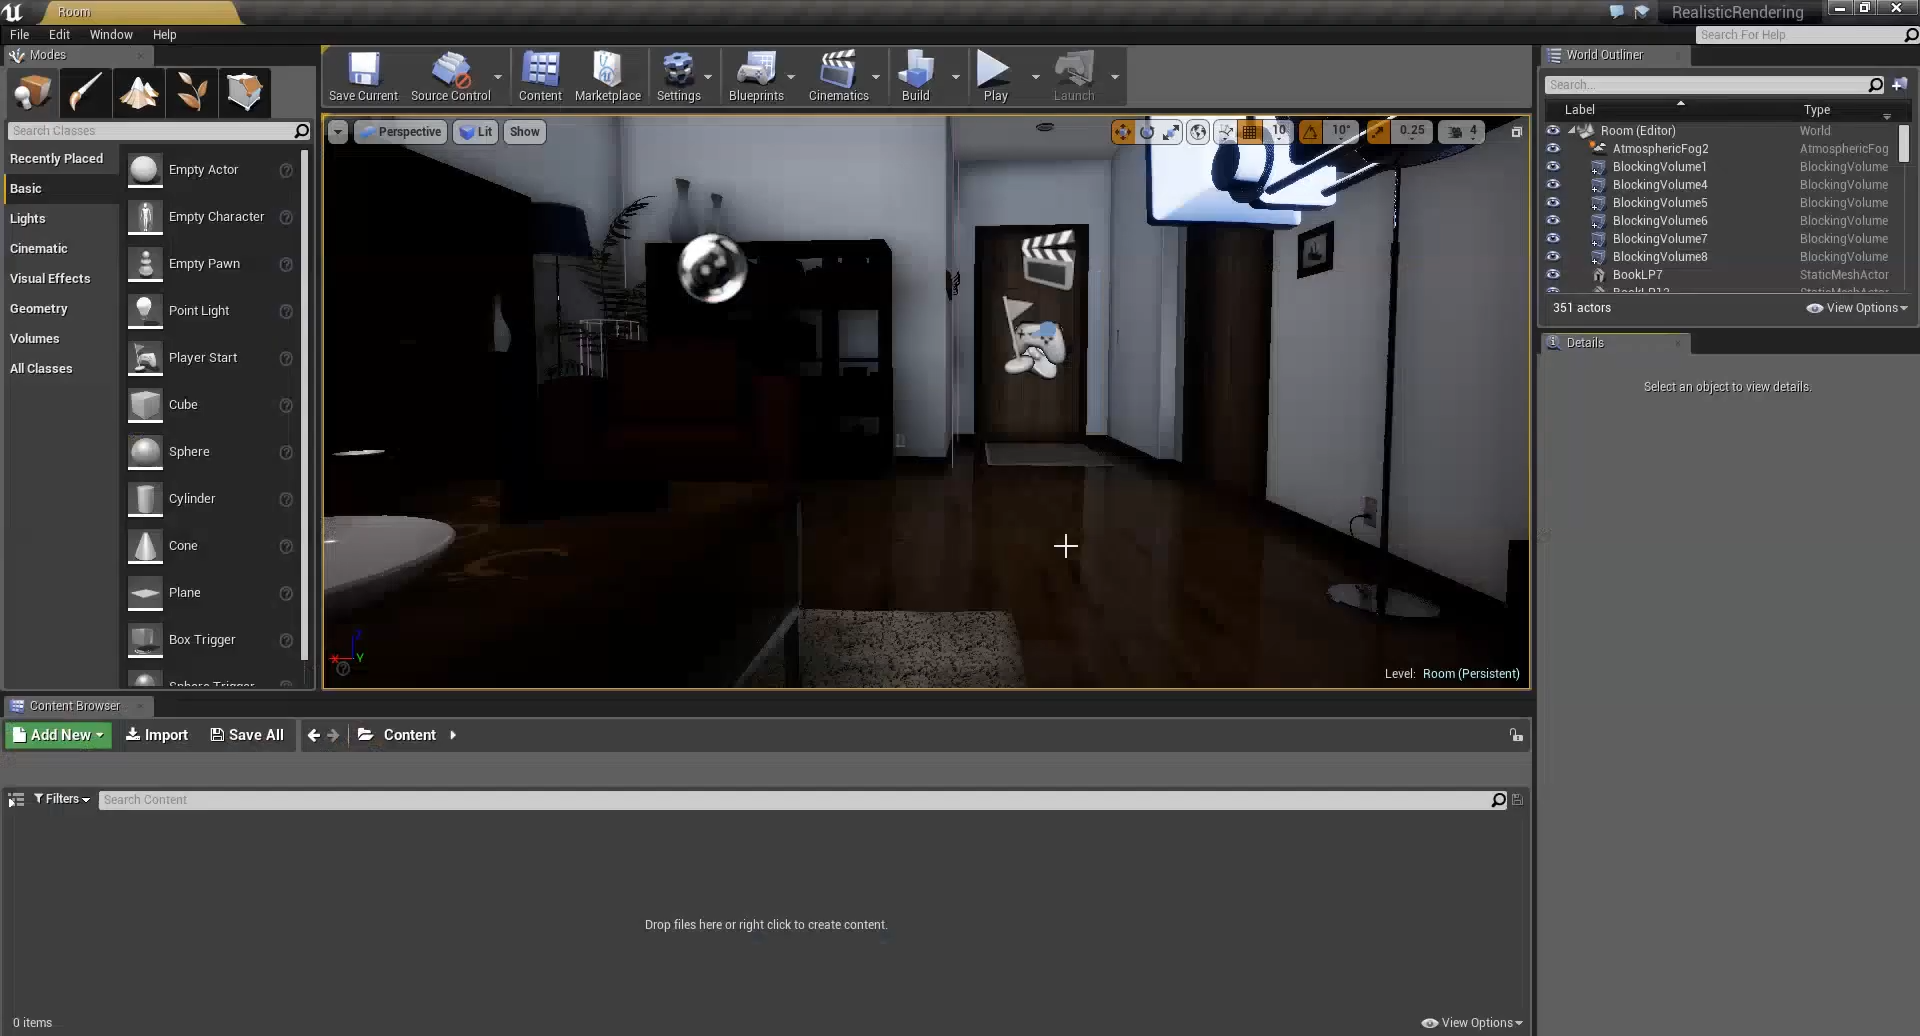 Room
RealisticRendering
File Edit Window Help
Search For Help
Modes
Search Classes
Recently Placed
Basic
Lights
Cinematic
Visual Effects
Geometry
Volumes
All Classes
Empty Actor
Empty Character
Empty Pawn
Point Light
Player Start
Cube
Sphere
Cylinder
Cone
Plane
Box Trigger
Sphere Trigger
Save Current Source Control Content Marketplace Settings Blueprints Cinematics Build Play Launch
Perspective Lit Show
10 10° 0.25 4
X Y Z
Level: Room (Persistent)
World Outliner
Search...
Label Type
Room (Editor) World
AtmosphericFog2 AtmosphericFog
BlockingVolume1 BlockingVolume
BlockingVolume4 BlockingVolume
BlockingVolume5 BlockingVolume
BlockingVolume6 BlockingVolume
BlockingVolume7 BlockingVolume
BlockingVolume8 BlockingVolume
BookLP7 StaticMeshActor
351 actors View Options
Details
Select an object to view details.
Content Browser
Add New Import Save All Content
Filters Search Content
Drop files here or right click to create content.
0 items View Options